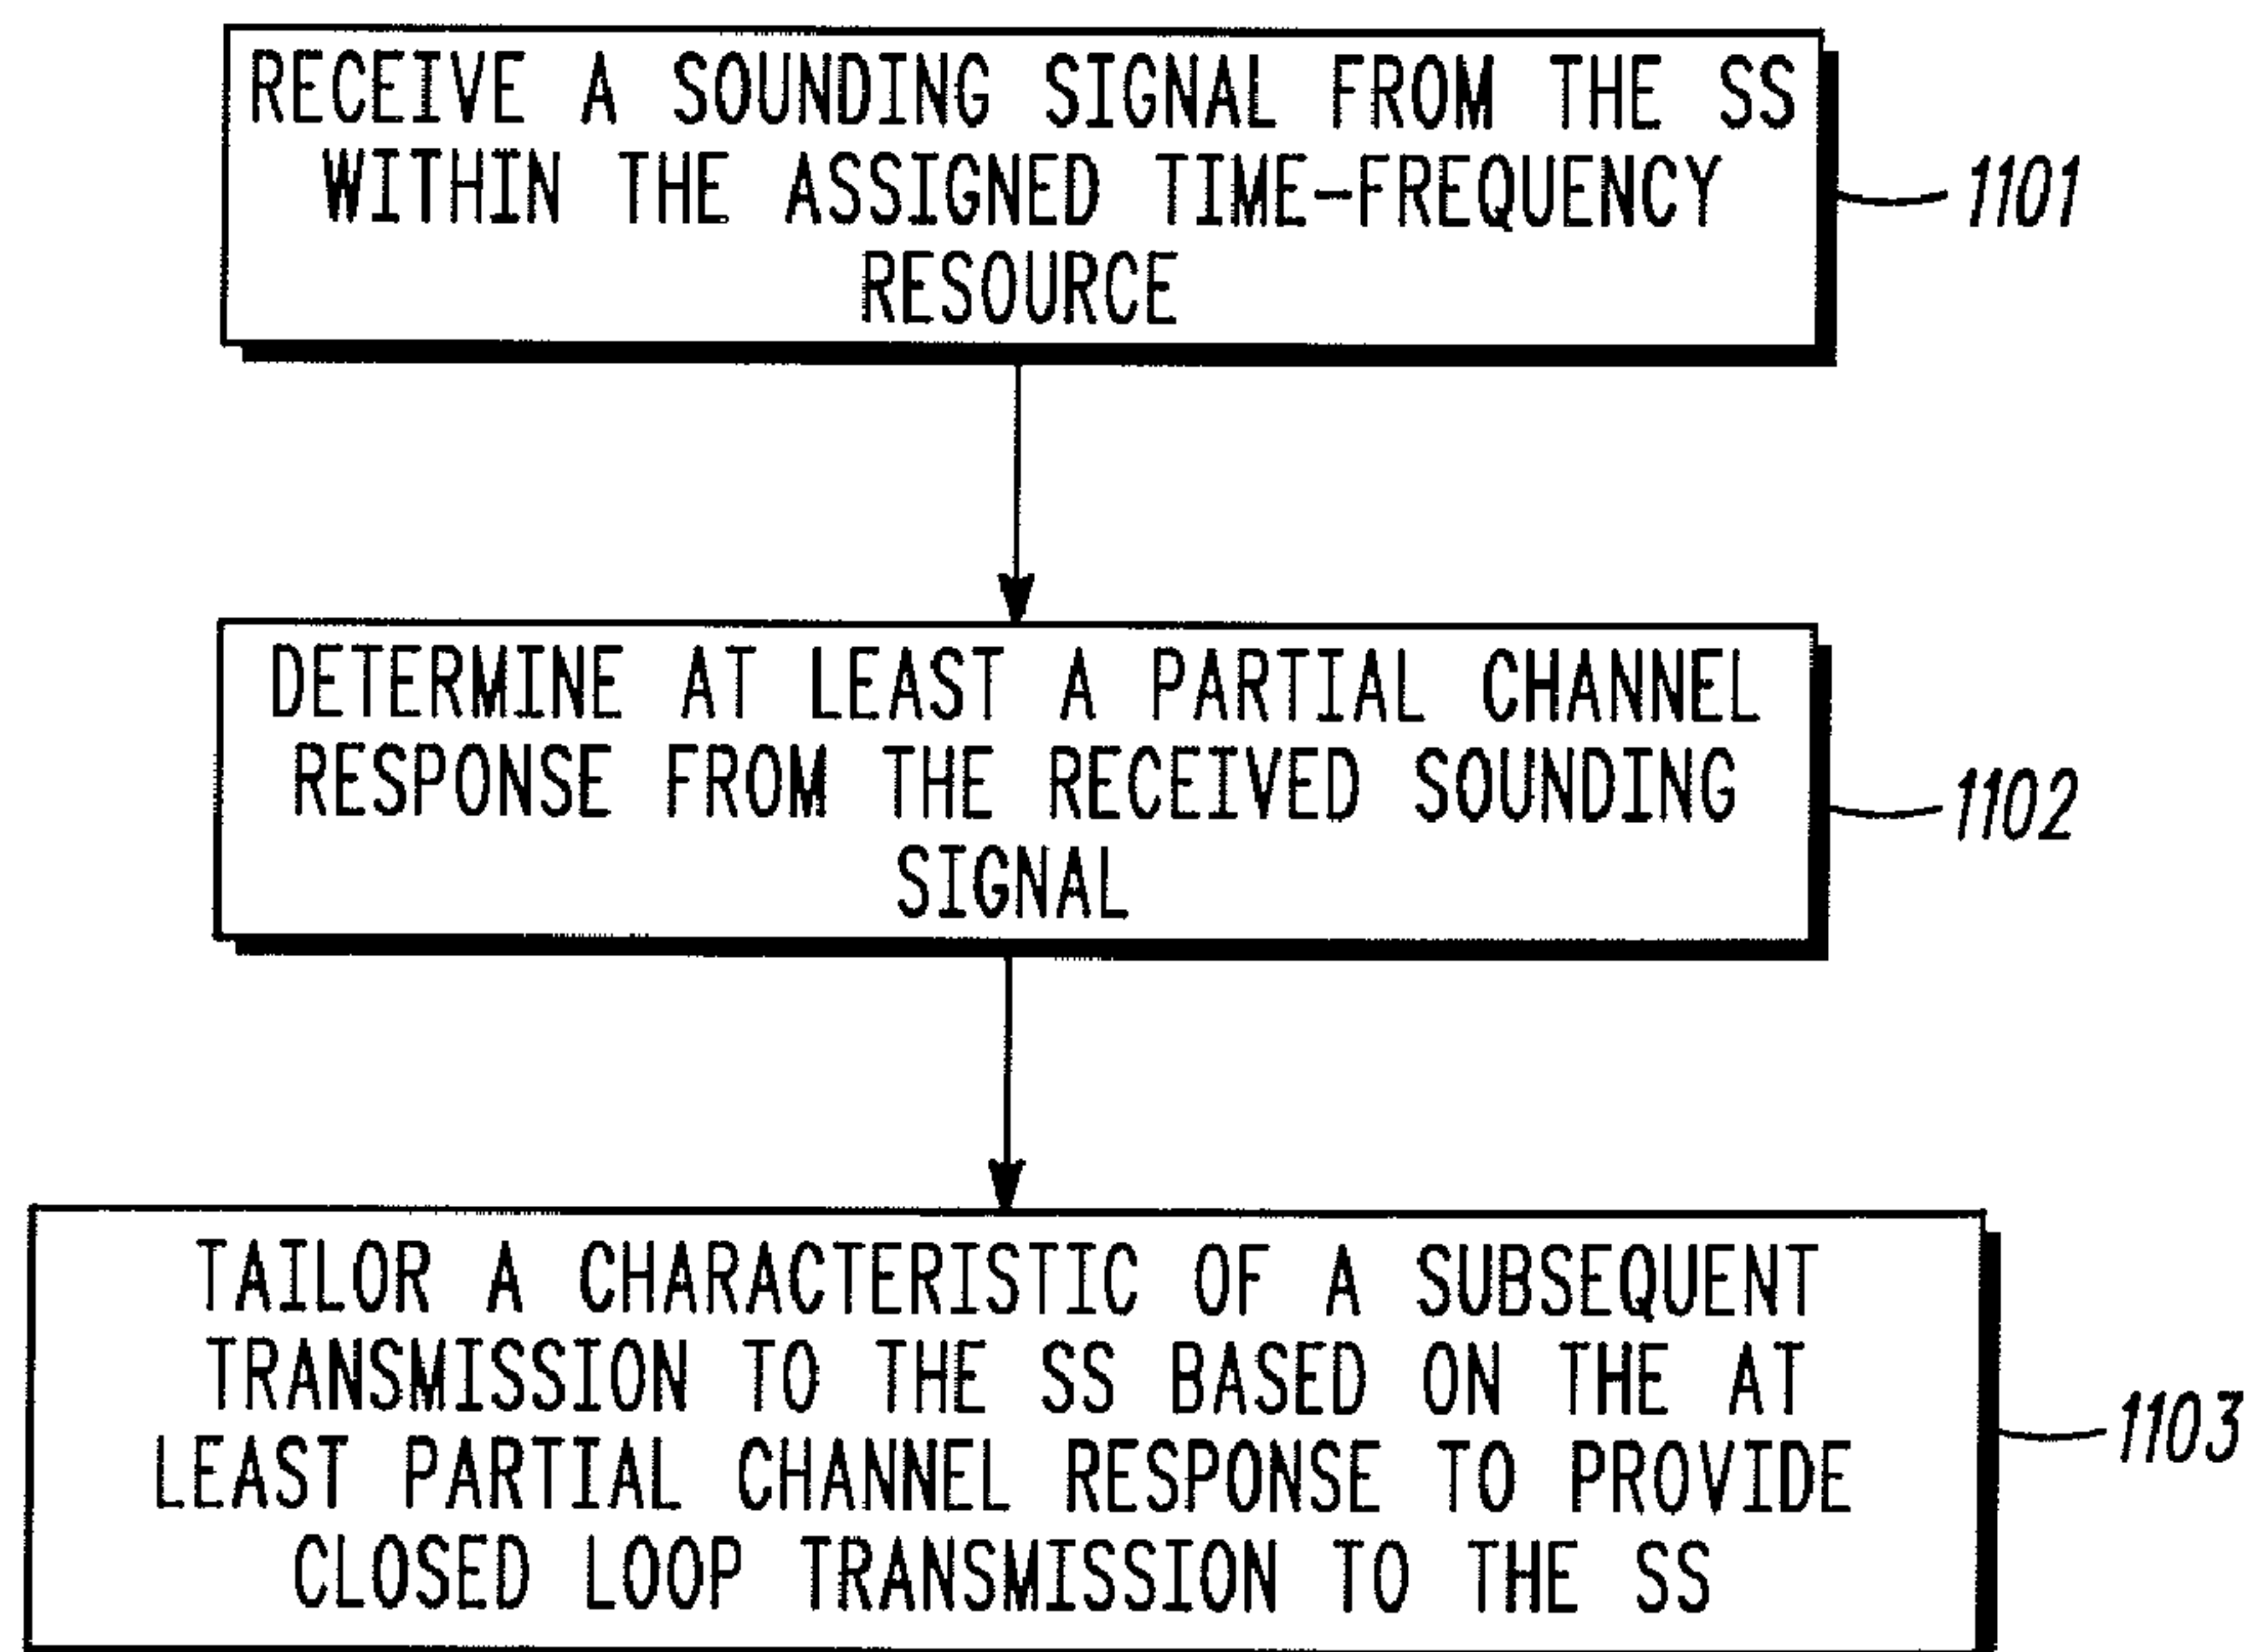 RECEIVE A SOUNDING SIGNAL FROM THE SS
WITHIN THE ASSIGNED TIME-FREQUENCY
RESOURCE
1101
DETERMINE AT LEAST A PARTIAL CHANNEL
RESPONSE FROM THE RECEIVED SOUNDING
SIGNAL
1102
TAILOR A CHARACTERISTIC OF A SUBSEQUENT
TRANSMISSION TO THE SS BASED ON THE AT
LEAST PARTIAL CHANNEL RESPONSE TO PROVIDE
CLOSED LOOP TRANSMISSION TO THE SS
1103